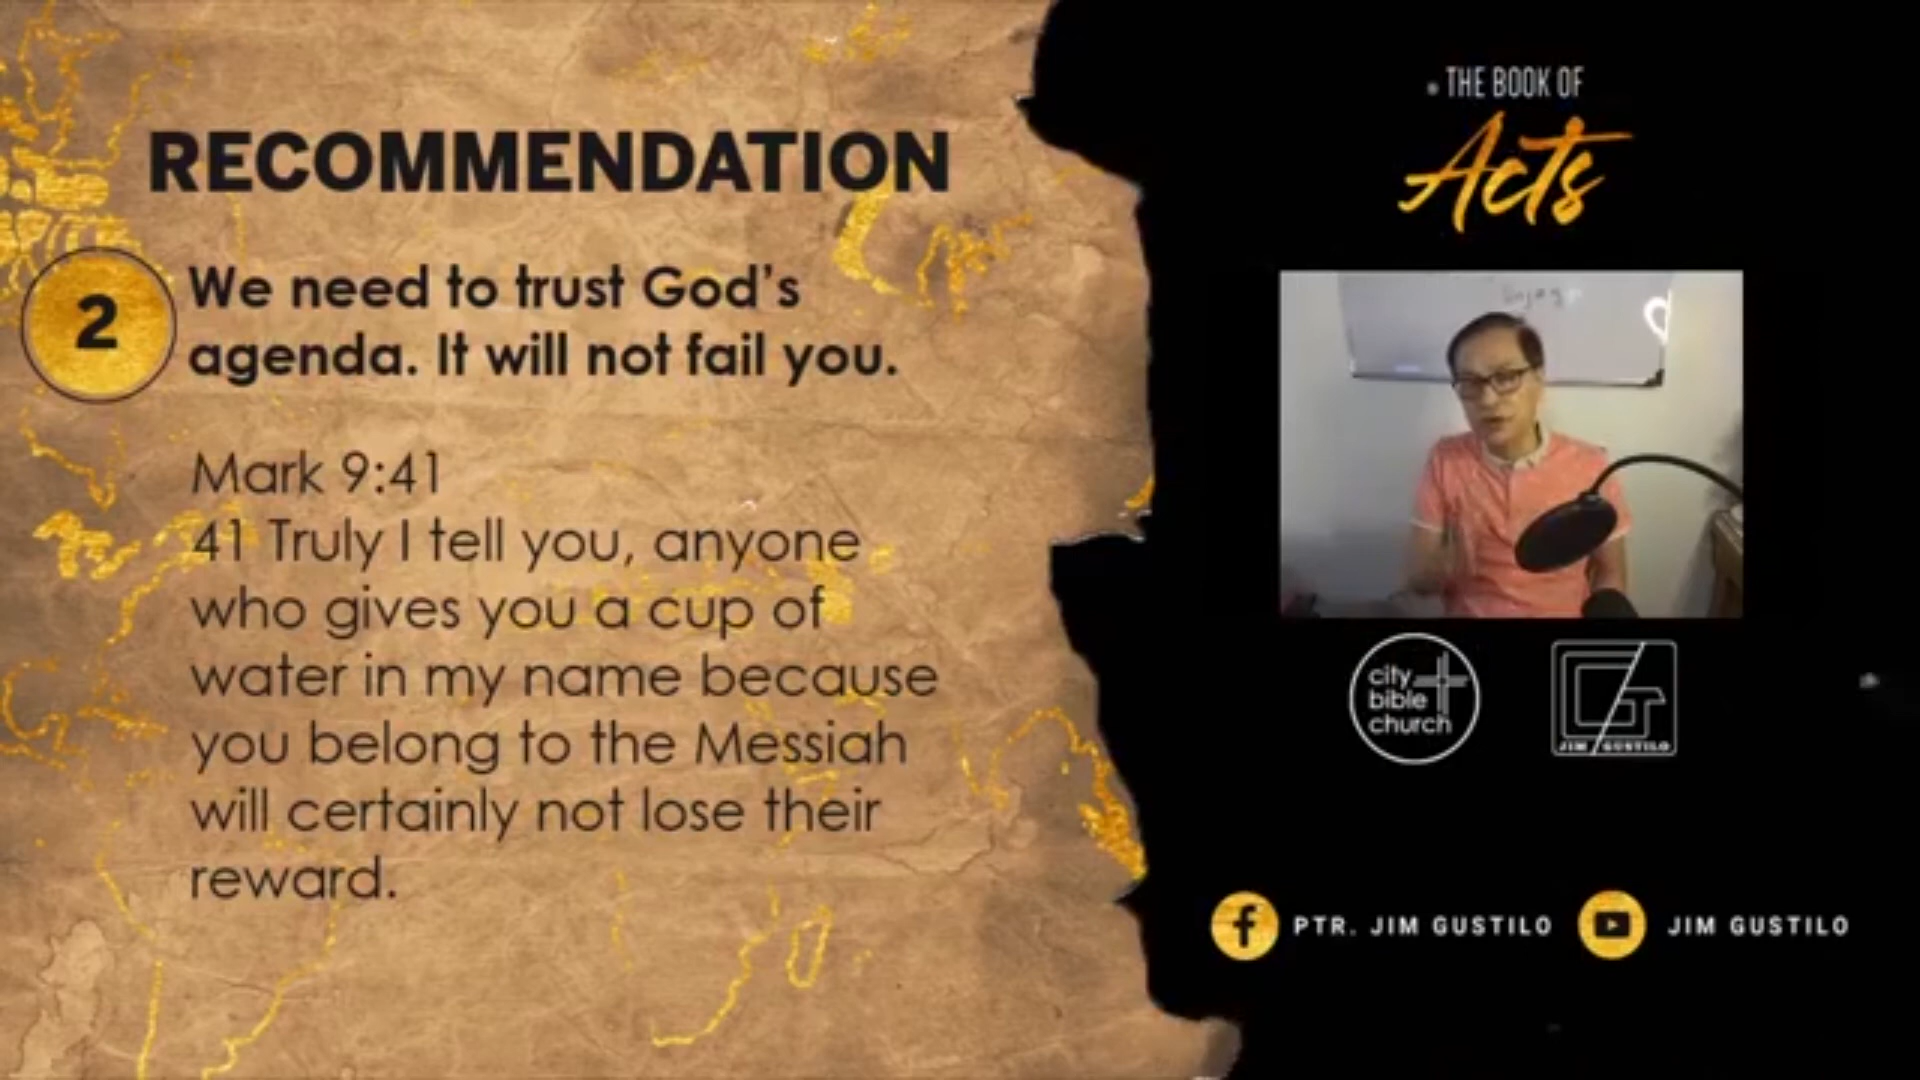 RECOMMENDATION
2
We need to trust God's
agenda. It will not fail you.
Mark 9:41
41 Truly I tell you, anyone
who gives you a cup of
water in my name because
you belong to the Messiah
will certainly not lose their
reward.
THE BOOK OF
Acts
city
bible
church
JIM GUSTILO
PTR. JIM GUSTILO
JIM GUSTILO